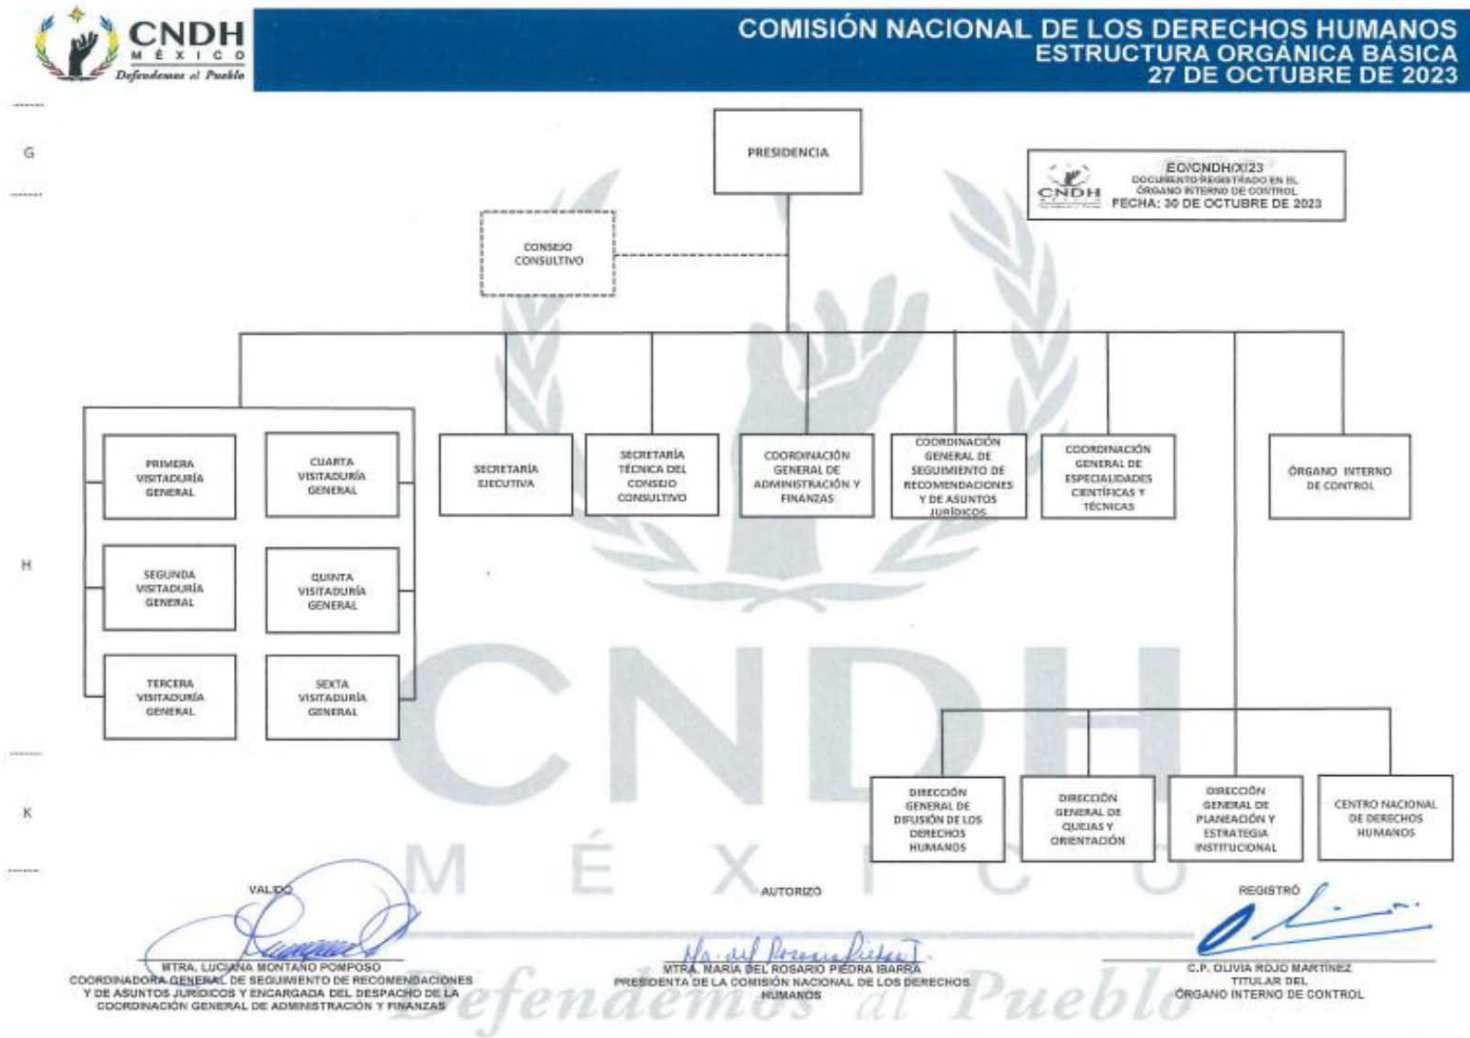 CNDH
MÉXICO
Defendemos al Pueblo
COMISIÓN NACIONAL DE LOS DERECHOS HUMANOS
ESTRUCTURA ORGÁNICA BÁSICA
27 DE OCTUBRE DE 2023
G
PRESIDENCIA
CNDH
EO/CNDH/XI/23
DOCUMENTO REGISTRADO EN EL
ÓRGANO INTERNO DE CONTROL
FECHA: 30 DE OCTUBRE DE 2023
CONSEJO
CONSULTIVO
H
PRIMERA
VISITADURÍA
GENERAL
CUARTA
VISITADURÍA
GENERAL
SECRETARÍA
EJECUTIVA
SECRETARÍA
TÉCNICA DEL
CONSEJO
CONSULTIVO
COORDINACIÓN
GENERAL DE
ADMINISTRACIÓN Y
FINANZAS
COORDINACIÓN
GENERAL DE
SEGUIMIENTO DE
RECOMENDACIONES
Y DE ASUNTOS
JURÍDICOS
COORDINACIÓN
GENERAL DE
ESPECIALIDADES
CIENTÍFICAS Y
TÉCNICAS
ÓRGANO INTERNO
DE CONTROL
SEGUNDA
VISITADURÍA
GENERAL
QUINTA
VISITADURÍA
GENERAL
TERCERA
VISITADURÍA
GENERAL
SEXTA
VISITADURÍA
GENERAL
CNDH
MÉXICO
Defendemos al Pueblo
K
DIRECCIÓN
GENERAL DE
DIFUSIÓN DE LOS
DERECHOS
HUMANOS
DIRECCIÓN
GENERAL DE
QUEJAS Y
ORIENTACIÓN
DIRECCIÓN
GENERAL DE
PLANEACIÓN Y
ESTRATEGIA
INSTITUCIONAL
CENTRO NACIONAL
DE DERECHOS
HUMANOS
VALIDÓ
MTRA. LUCIANA MONTAÑO POMPOSO
COORDINADORA GENERAL DE SEGUIMIENTO DE RECOMENDACIONES
Y DE ASUNTOS JURÍDICOS Y ENCARGADA DEL DESPACHO DE LA
COORDINACIÓN GENERAL DE ADMINISTRACIÓN Y FINANZAS
AUTORIZÓ
Ma. del Rosario Piedra I.
MTRA. MARÍA DEL ROSARIO PIEDRA IBARRA
PRESIDENTA DE LA COMISIÓN NACIONAL DE LOS DERECHOS
HUMANOS
REGISTRÓ
C.P. OLIVIA ROJO MARTÍNEZ
TITULAR DEL
ÓRGANO INTERNO DE CONTROL